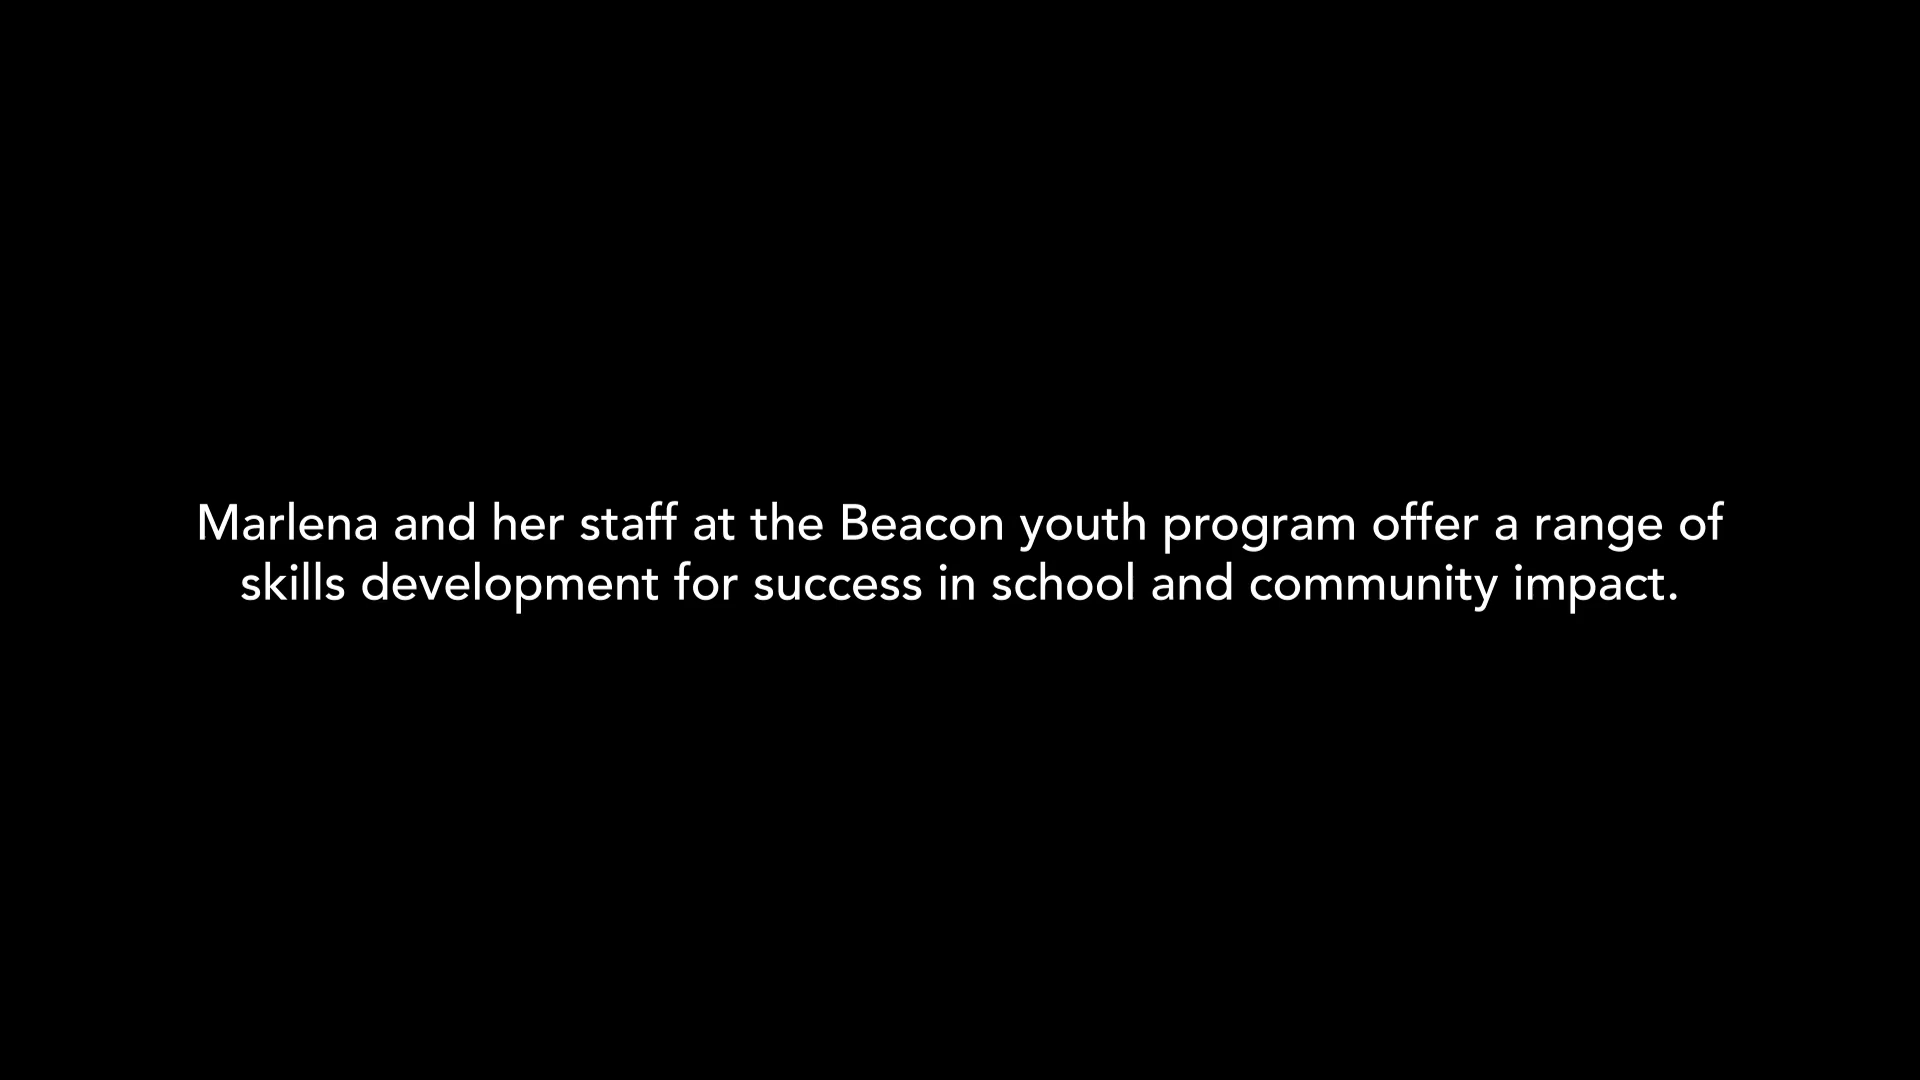 Marlena and her staff at the Beacon youth program offer a range of
skills development for success in school and community impact.